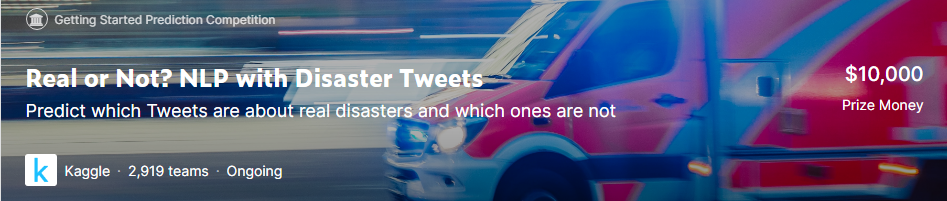 Getting Started Prediction Competition
Real or Not? NLP with Disaster Tweets
Predict which Tweets are about real disasters and which ones are not
$10,000
Prize Money
k
Kaggle · 2,919 teams · Ongoing